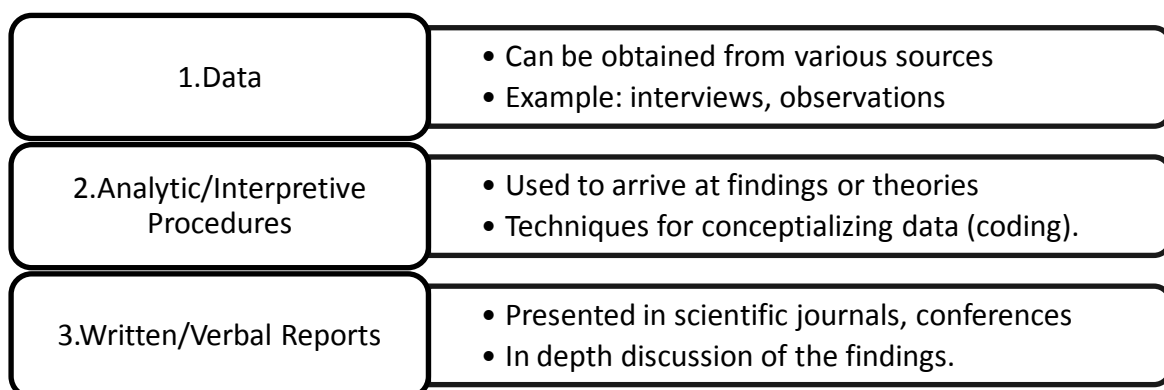 1.Data
• Can be obtained from various sources
• Example: interviews, observations
2.Analytic/Interpretive
Procedures
• Used to arrive at findings or theories
• Techniques for conceptializing data (coding).
3.Written/Verbal Reports
• Presented in scientific journals, conferences
• In depth discussion of the findings.